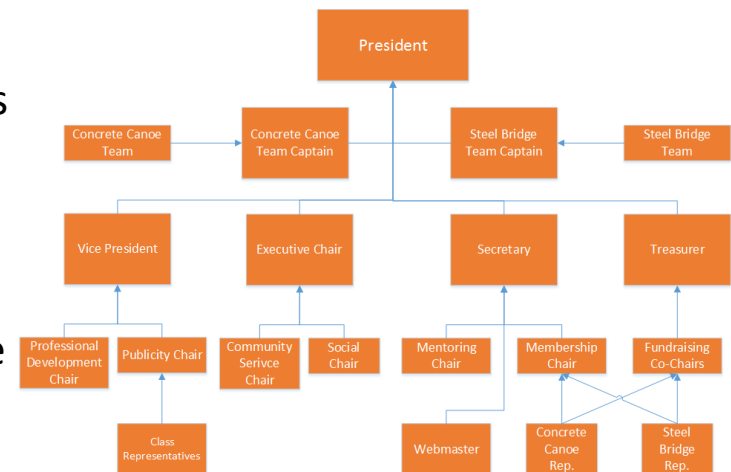 President
s
Concrete Canoe
Team
Concrete Canoe
Team Captain
Steel Bridge
Team Captain
Steel Bridge
Team
Vice President
Executive Chair
Secretary
Treasurer
e
Professional
Development
Chair
Publicity Chair
Community
Serivce
Chair
Social
Chair
Mentoring
Chair
Membership
Chair
Fundraising
Co-Chairs
Class
Representatives
Webmaster
Concrete
Canoe
Rep.
Steel
Bridge
Rep.